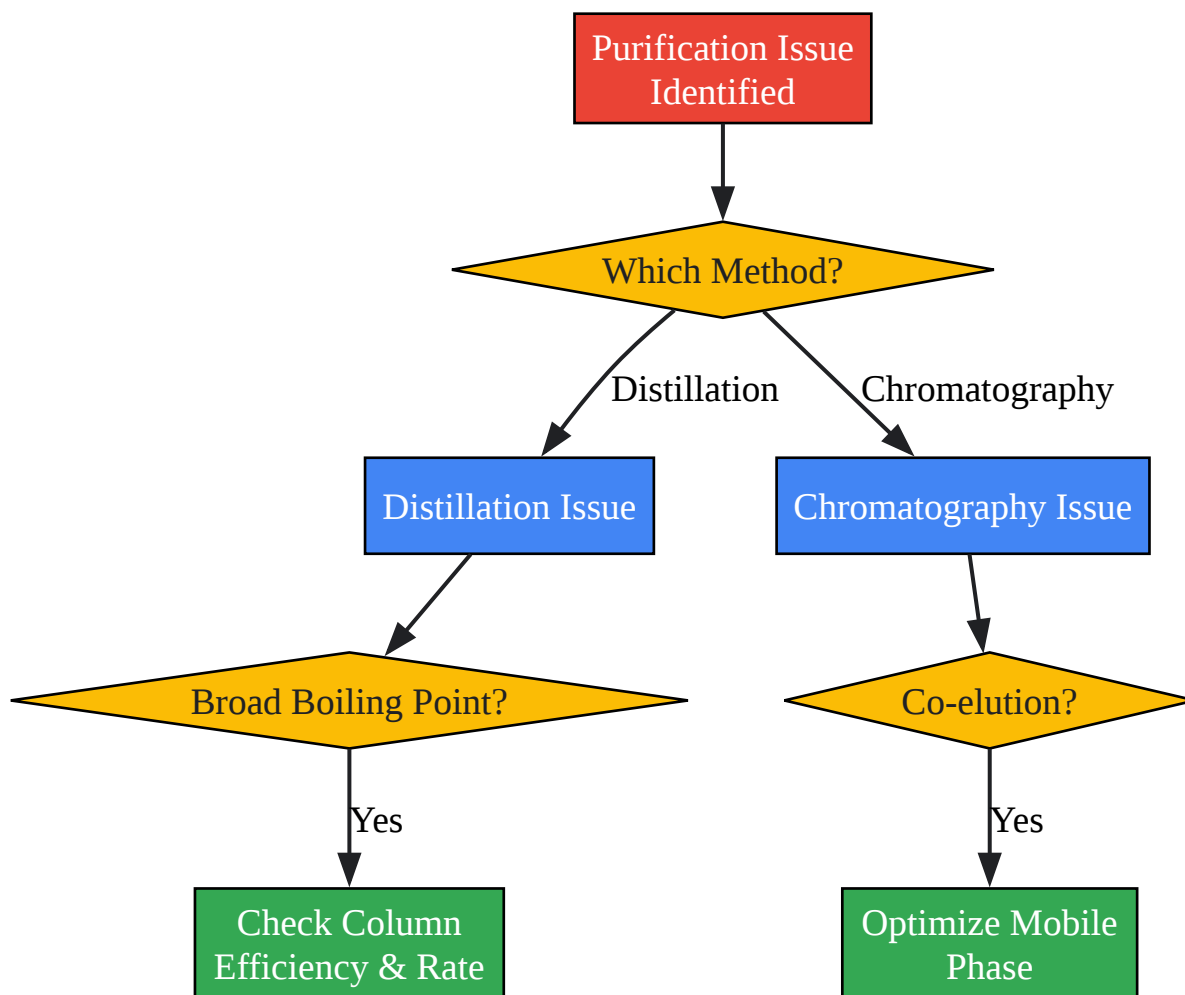 Purification Issue
Identified
Which Method?
Distillation
Chromatography
Distillation Issue
Chromatography Issue
Broad Boiling Point?
Co-elution?
Yes
Yes
Check Column
Efficiency & Rate
Optimize Mobile
Phase